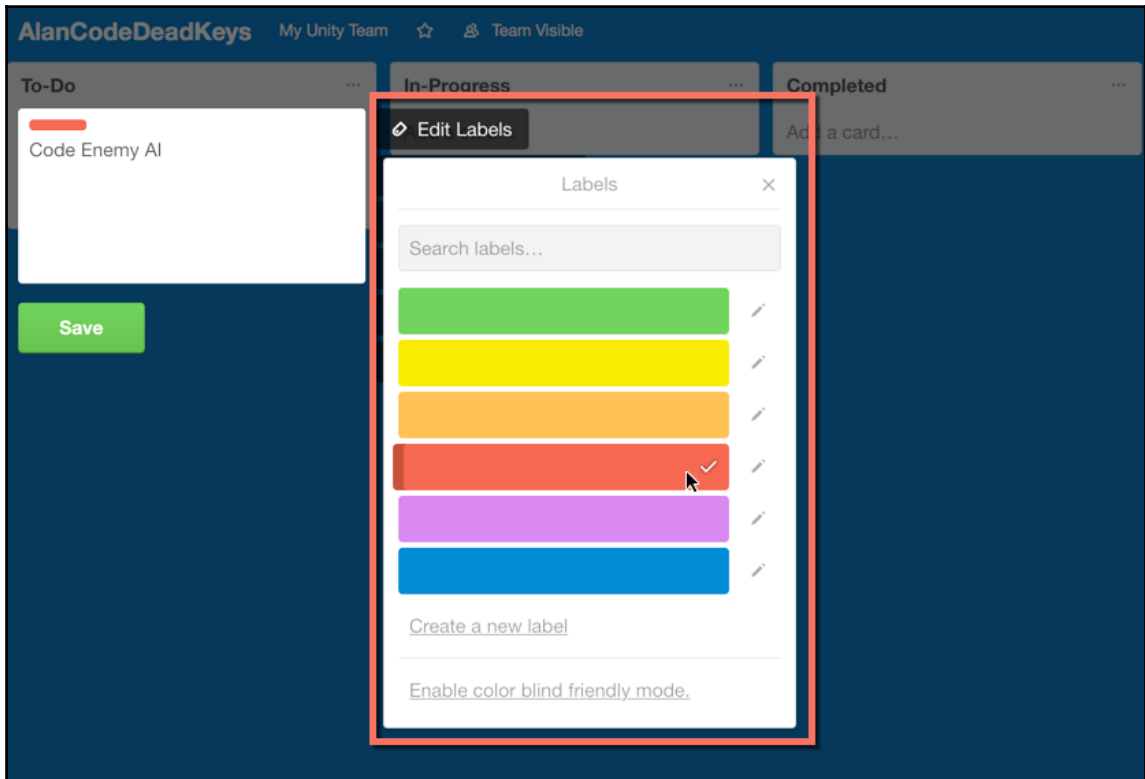 AlanCodeDeadKeys My Unity Team Team Visible
To-Do ... In-Progress ... Completed ...
Code Enemy AI
Edit Labels
Add a card...
Labels
Search labels...
Save
Create a new label
Enable color blind friendly mode.